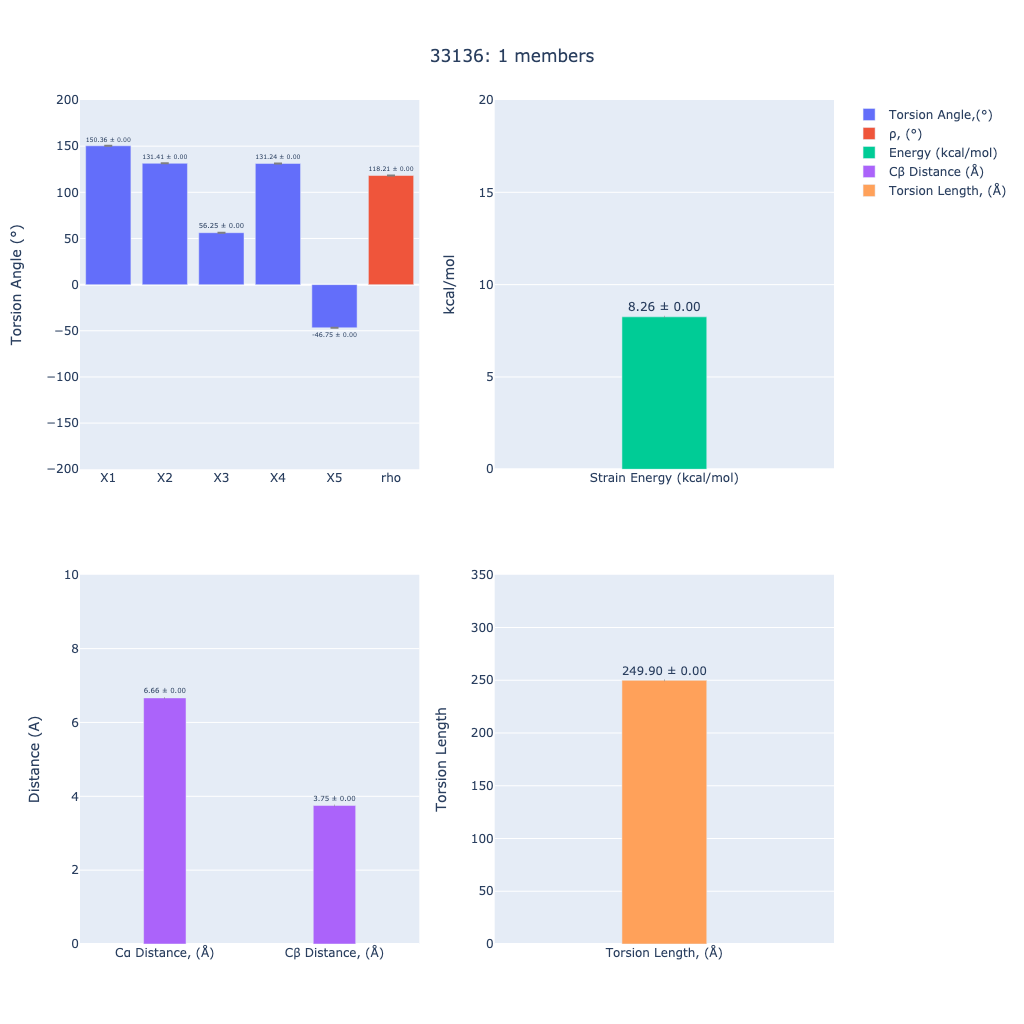 33136: 1 members
Torsion Angle (°)
200
150
100
50
0
−50
−100
−150
−200
150.36 ± 0.00
131.41 ± 0.00
56.25 ± 0.00
131.24 ± 0.00
-46.75 ± 0.00
118.21 ± 0.00
X1 X2 X3 X4 X5 rho
kcal/mol
20
15
10
5
0
8.26 ± 0.00
Strain Energy (kcal/mol)
Torsion Angle,(°)
ρ, (°)
Energy (kcal/mol)
Cβ Distance (Å)
Torsion Length, (Å)
Distance (A)
10
8
6
4
2
0
6.66 ± 0.00
3.75 ± 0.00
Cα Distance, (Å) Cβ Distance, (Å)
Torsion Length
350
300
250
200
150
100
50
0
249.90 ± 0.00
Torsion Length, (Å)